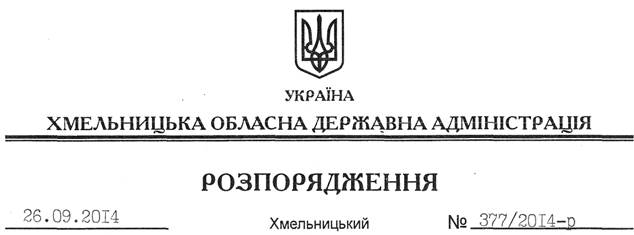 УКРАЇНА
ХМЕЛЬНИЦЬКА ОБЛАСНА ДЕРЖАВНА АДМІНІСТРАЦІЯ
РОЗПОРЯДЖЕННЯ
26.09.2014 Хмельницький № 377/2014-р